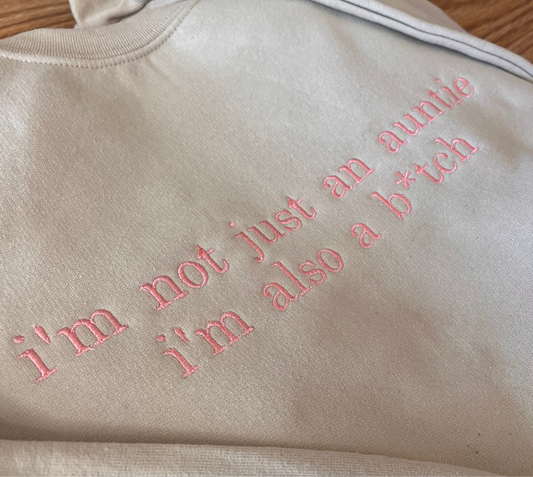 i'm not just an auntie
i'm also a b*tch